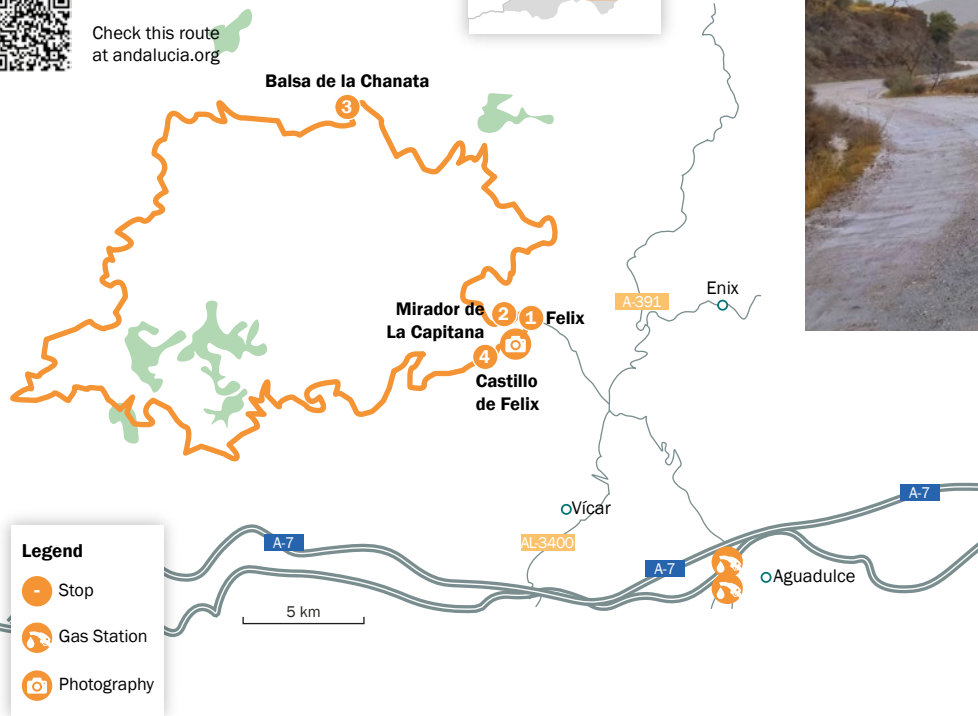 Check this route
at andalucia.org
Balsa de la Chanata
3
Enix
A-391
Mirador de
La Capitana
2
1
Felix
4
Castillo
de Felix
A-7
Vícar
A-7
AL-3400
A-7
Aguadulce
Legend
-
Stop
Gas Station
Photography
5 km